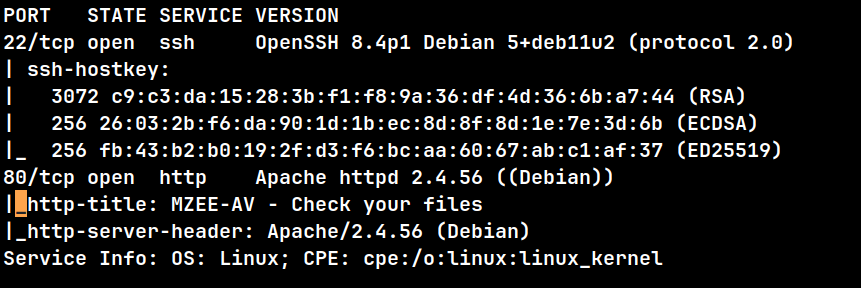 PORT   STATE SERVICE VERSION
22/tcp open  ssh     OpenSSH 8.4p1 Debian 5+deb11u2 (protocol 2.0)
| ssh-hostkey:
|   3072 c9:c3:da:15:28:3b:f1:f8:9a:36:df:4d:36:6b:a7:44 (RSA)
|   256 26:03:2b:f6:da:90:1d:1b:ec:8d:8f:8d:1e:7e:3d:6b (ECDSA)
|_  256 fb:43:b2:b0:19:2f:d3:f6:bc:aa:60:67:ab:c1:af:37 (ED25519)
80/tcp open  http    Apache httpd 2.4.56 ((Debian))
|_http-title: MZEE-AV - Check your files
|_http-server-header: Apache/2.4.56 (Debian)
Service Info: OS: Linux; CPE: cpe:/o:linux:linux_kernel